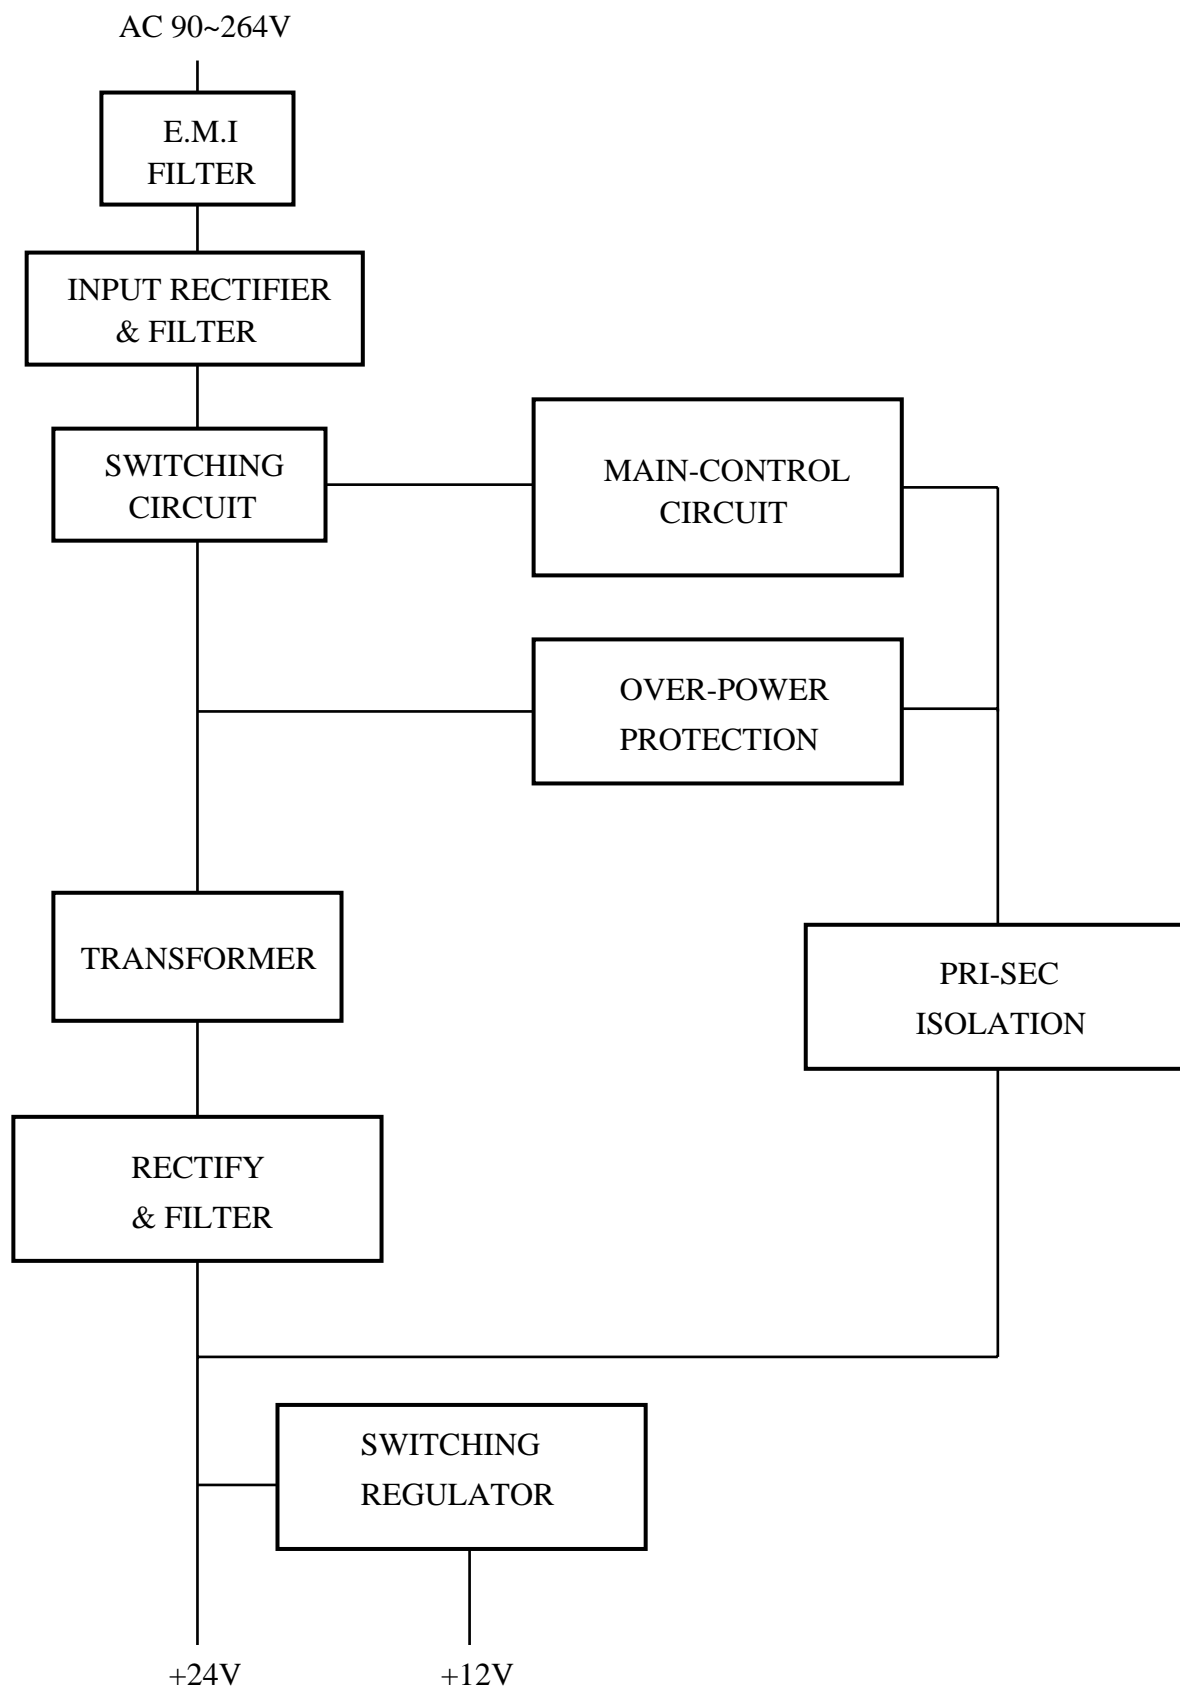 AC 90~264V
E.M.I
FILTER
INPUT RECTIFIER
& FILTER
SWITCHING
CIRCUIT
MAIN-CONTROL
CIRCUIT
OVER-POWER
PROTECTION
TRANSFORMER
PRI-SEC
ISOLATION
RECTIFY
& FILTER
SWITCHING
REGULATOR
+24V
+12V